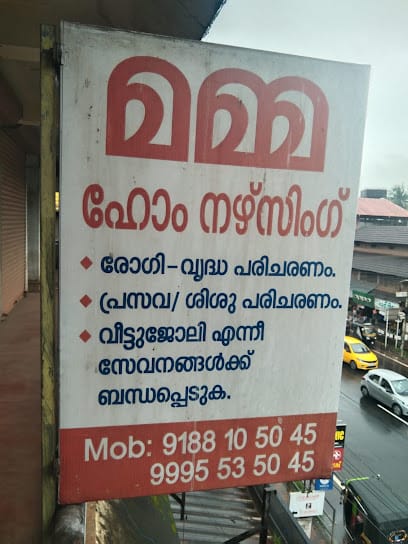 മമ്മ
ഹോം നഴ്സിംഗ്
രോഗി-വൃദ്ധ പരിചരണം.
പ്രസവ/ ശിശു പരിചരണം.
വീട്ടുജോലി എന്നീ
സേവനങ്ങൾക്ക്
ബന്ധപ്പെടുക.
Mob: 9188 10 50 45
9995 53 50 45